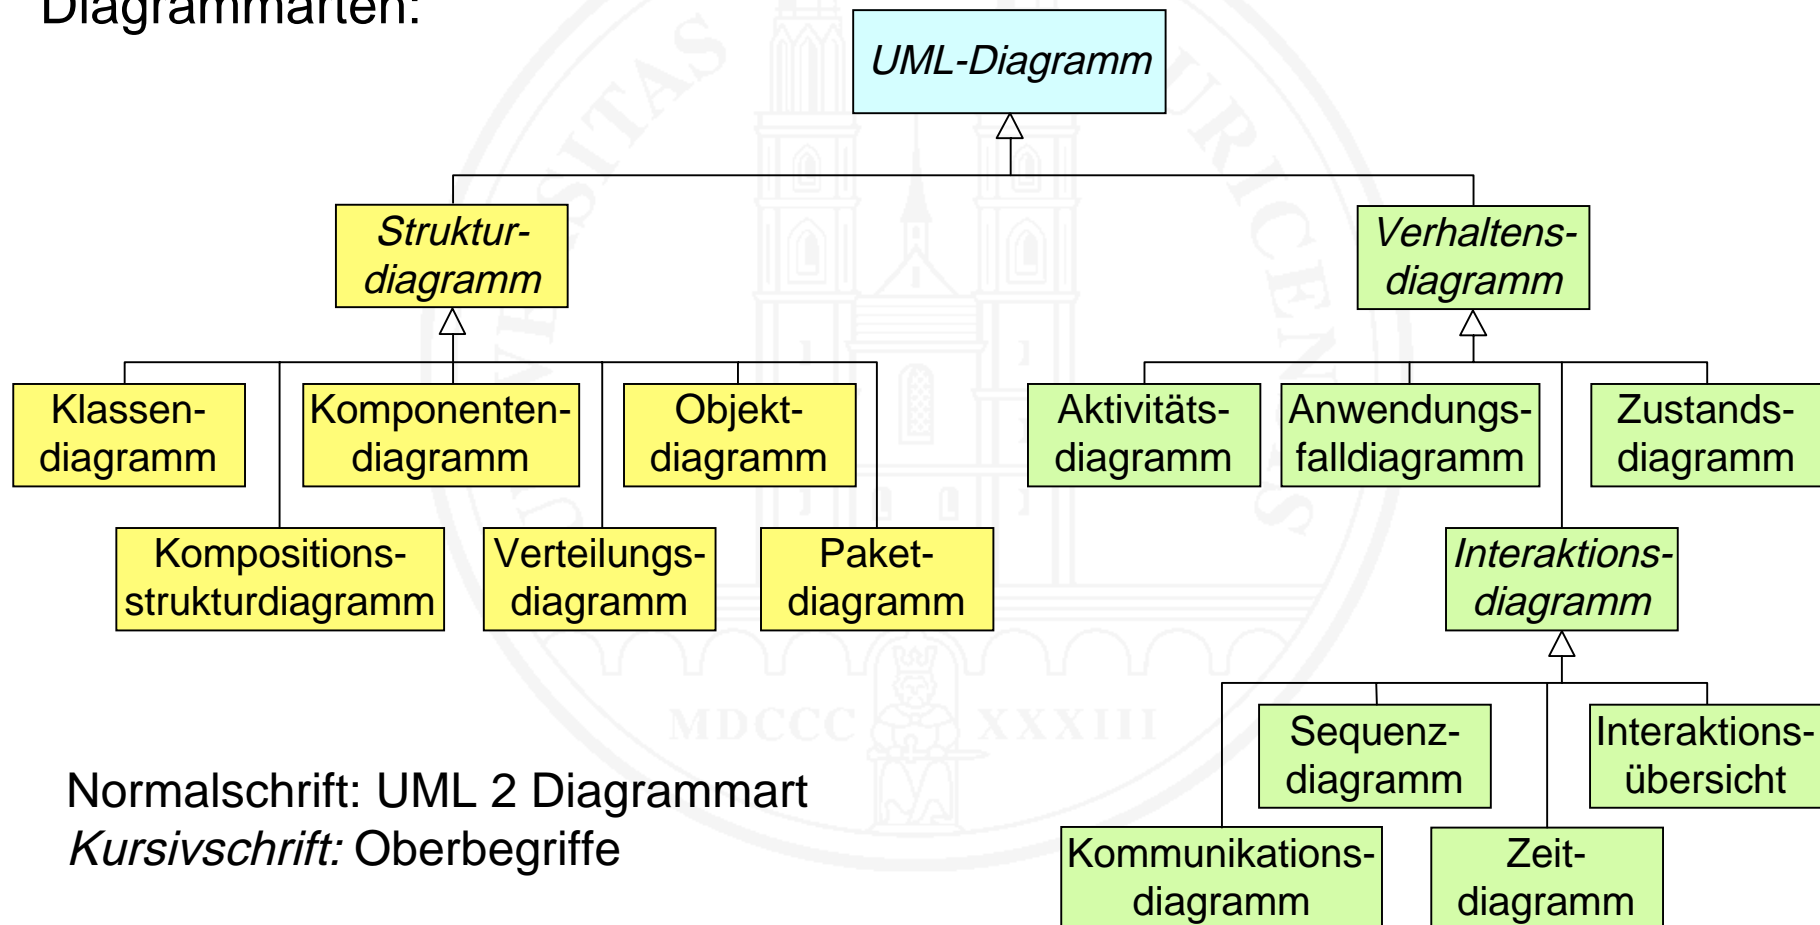 Diagrammarten:
UML-Diagramm
Struktur-
diagramm
Verhaltens-
diagramm
Klassen-
diagramm
Komponenten-
diagramm
Objekt-
diagramm
Aktivitäts-
diagramm
Anwendungs-
falldiagramm
Zustands-
diagramm
Kompositions-
strukturdiagramm
Verteilungs-
diagramm
Paket-
diagramm
Interaktions-
diagramm
Sequenz-
diagramm
Interaktions-
übersicht
Kommunikations-
diagramm
Zeit-
diagramm
Normalschrift: UML 2 Diagrammart
Kursivschrift: Oberbegriffe
MDCCC XXXIII